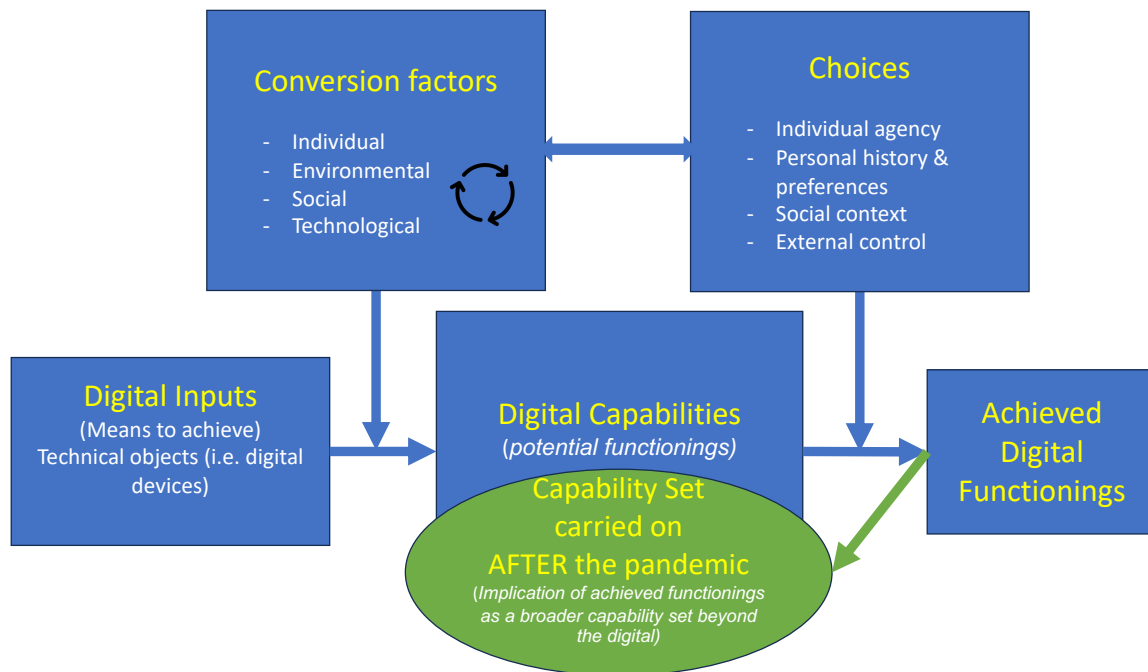 Conversion factors
- Individual
- Environmental
- Social
- Technological
Choices
- Individual agency
- Personal history &
preferences
- Social context
- External control
Digital Inputs
(Means to achieve)
Technical objects (i.e. digital
devices)
Digital Capabilities
(potential functionings)
Capability Set
carried on
AFTER the pandemic
(Implication of achieved functionings
as a broader capability set beyond
the digital)
Achieved
Digital
Functionings